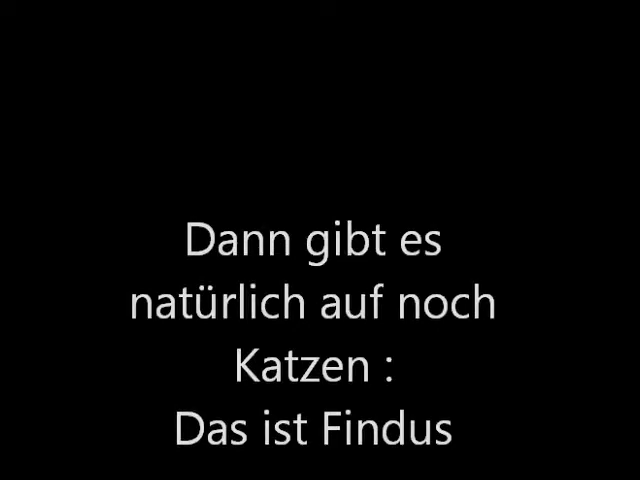 Dann gibt es
natürlich auf noch
Katzen :
Das ist Findus